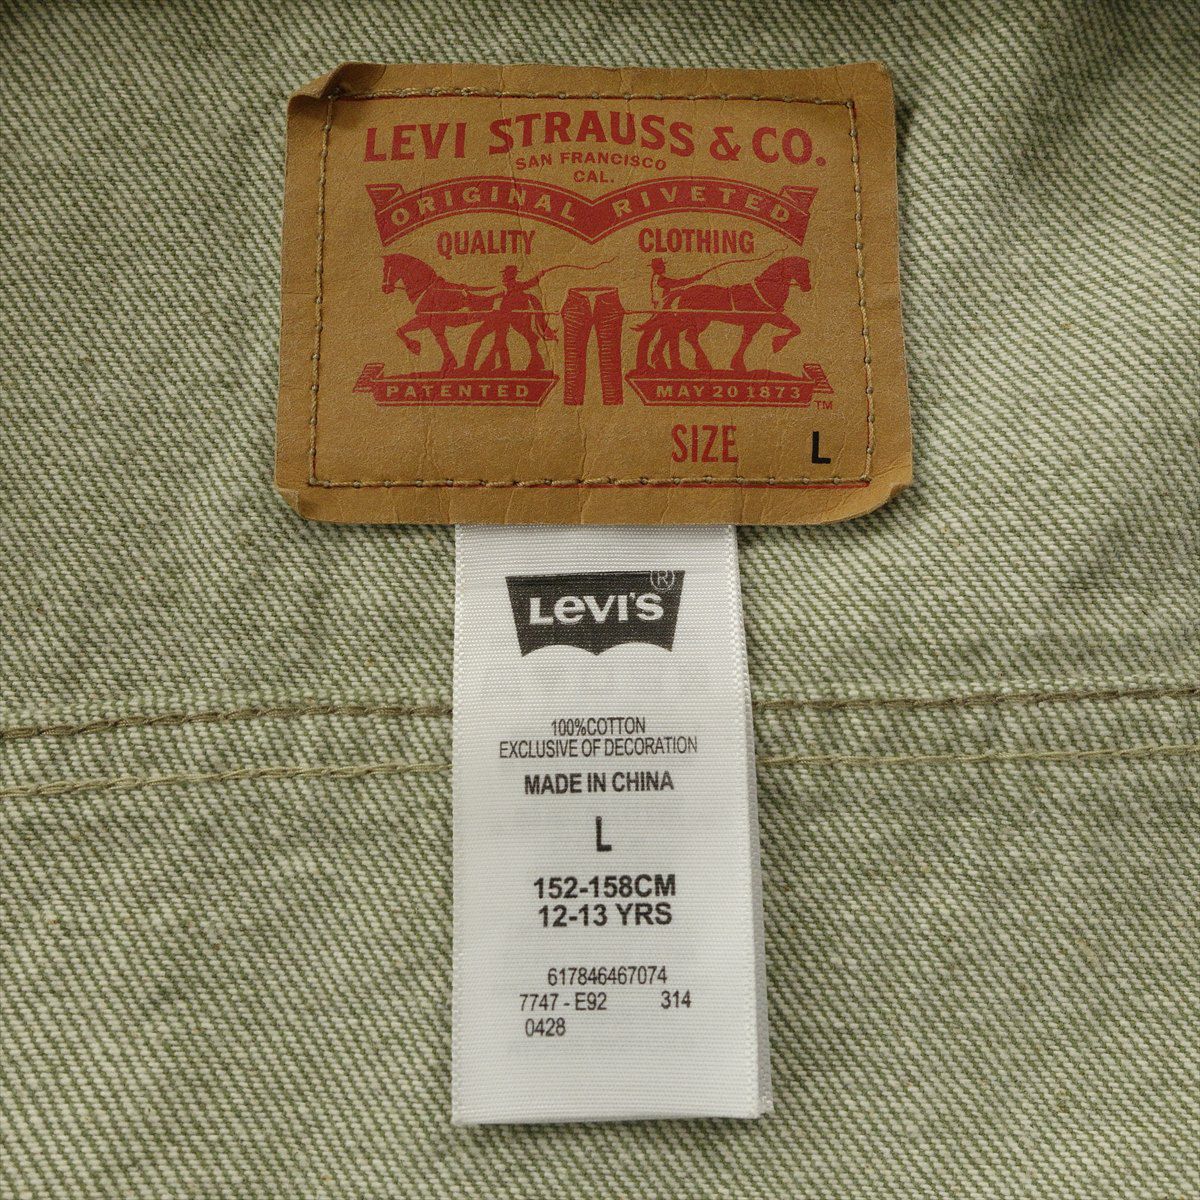 LEVI STRAUSS & CO.
SAN FRANCISCO
CAL.
ORIGINAL RIVETED
QUALITY CLOTHING
PATENTED MAY 20 1873 TM
SIZE L
LEVI'S ®
100%COTTON
EXCLUSIVE OF DECORATION
MADE IN CHINA
L
152-158CM
12-13 YRS
617846467074
7747 - E92 314
0428